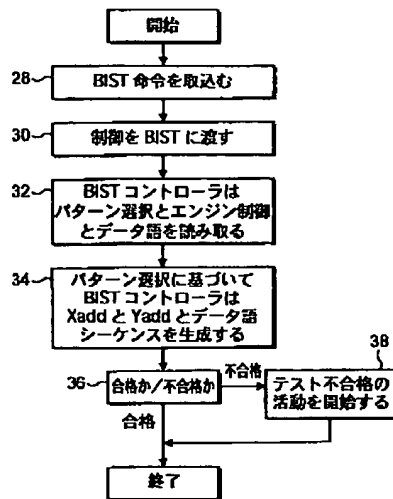 開始
28
BIST 命令を取込む
30
制御を BIST に渡す
32
BIST コントローラは
パターン選択とエンジン制御
とデータ語を読み取る
34
パターン選択に基づいて
BIST コントローラは
Xadd と Yadd とデータ語
シーケンスを生成する
36
合格か/不合格か
不合格
38
テスト不合格の
活動を開始する
合格
終了